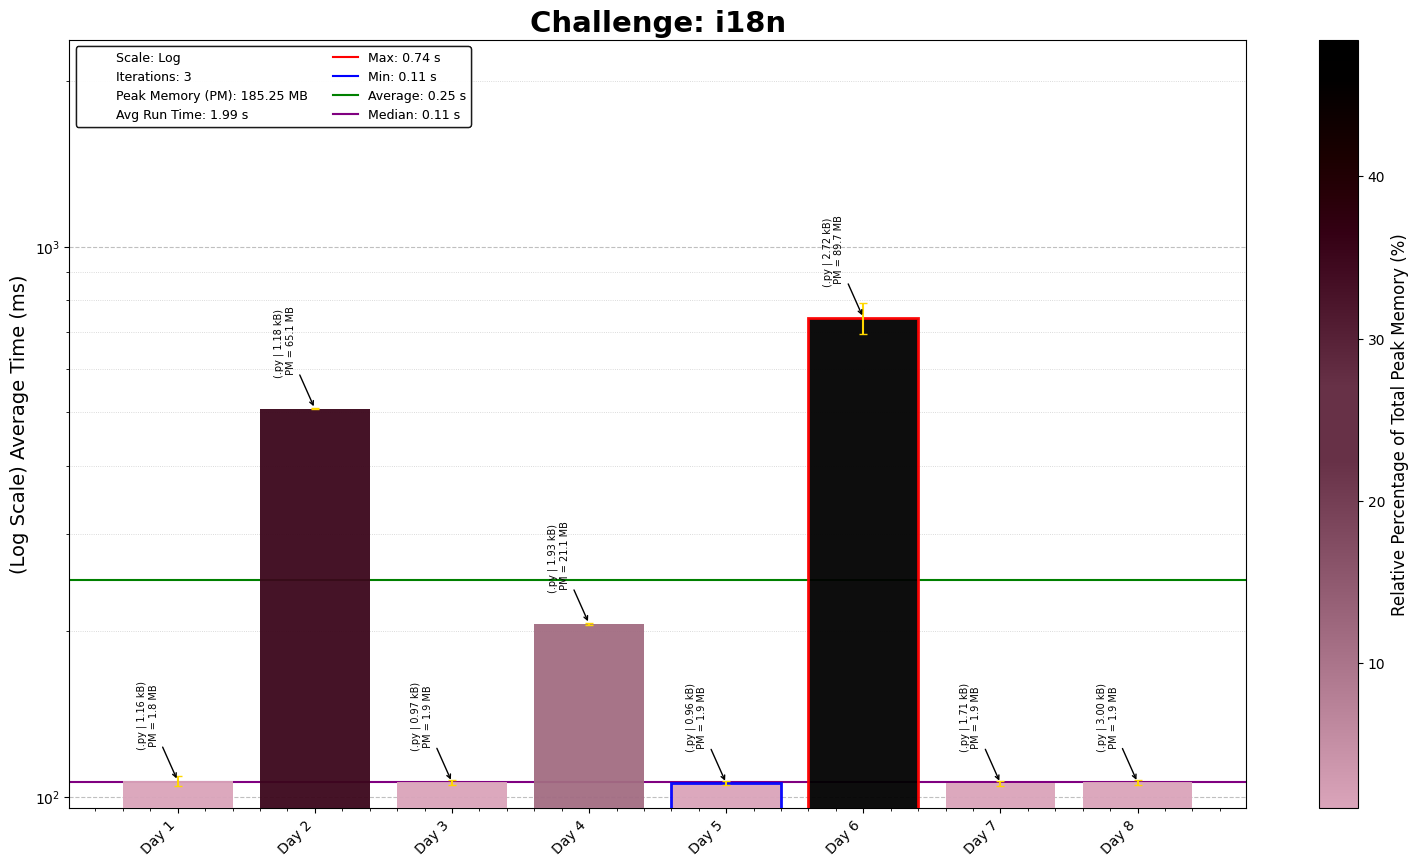 Challenge: i18n
Scale: Log
Iterations: 3
Peak Memory (PM): 185.25 MB
Avg Run Time: 1.99 s
Max: 0.74 s
Min: 0.11 s
Average: 0.25 s
Median: 0.11 s
(Log Scale) Average Time (ms)
10³
10²
(.py | 1.16 kB)
PM = 1.8 MB
(.py | 1.18 kB)
PM = 65.1 MB
(.py | 0.97 kB)
PM = 1.9 MB
(.py | 1.93 kB)
PM = 21.1 MB
(.py | 0.96 kB)
PM = 1.9 MB
(.py | 2.72 kB)
PM = 89.7 MB
(.py | 1.71 kB)
PM = 1.9 MB
(.py | 3.00 kB)
PM = 1.9 MB
Day 1
Day 2
Day 3
Day 4
Day 5
Day 6
Day 7
Day 8
40
30
20
10
Relative Percentage of Total Peak Memory (%)